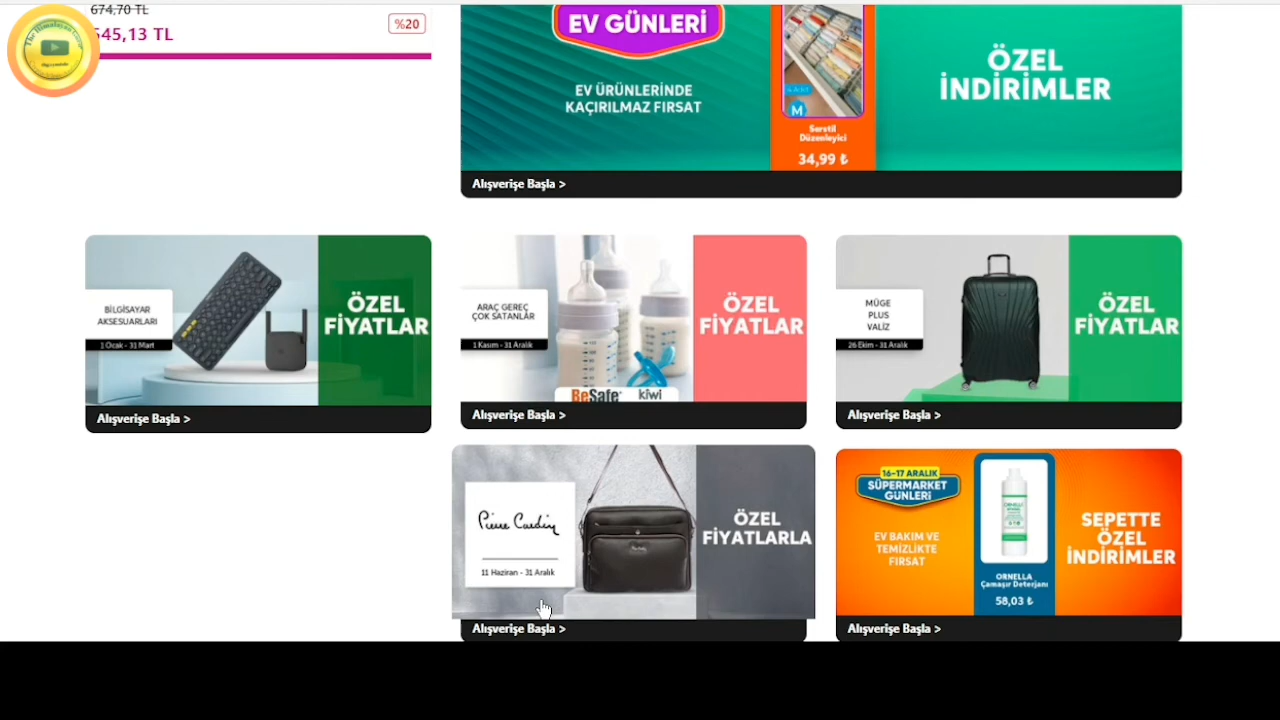 674,70 TL
545,13 TL
%20
EV GÜNLERİ
EV ÜRÜNLERİNDE
KAÇIRILMAZ FIRSAT
4 Adet
M
Serstil
Düzenleyici
34,99 ₺
ÖZEL
İNDİRİMLER
Alışverişe Başla >
BİLGİSAYAR
AKSESUARLARI
1 Ocak - 31 Mart
ÖZEL
FİYATLAR
Alışverişe Başla >
ARAÇ GEREÇ
ÇOK SATANLAR
1 Kasım - 31 Aralık
BeSafe
kiwi
ÖZEL
FİYATLAR
Alışverişe Başla >
MÜGE
PLUS
VALİZ
26 Ekim - 31 Aralık
ÖZEL
FİYATLAR
Alışverişe Başla >
Pierre Cardin
11 Haziran - 31 Aralık
ÖZEL
FİYATLARLA
Alışverişe Başla >
16-17 ARALIK
SÜPERMARKET
GÜNLERİ
EV BAKIM VE
TEMİZLİKTE
FIRSAT
ORNELLA
Çamaşır Deterjanı
58,03 ₺
SEPETTE
ÖZEL
İNDİRİMLER
Alışverişe Başla >